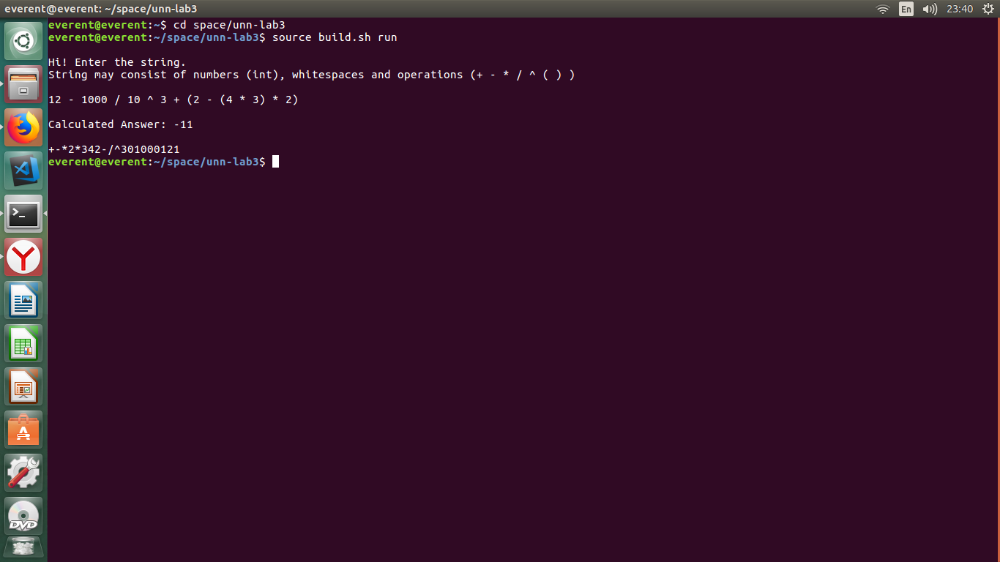 everent@everent: ~/space/unn-lab3
En
23:40
everent@everent:~$ cd space/unn-lab3
everent@everent:~/space/unn-lab3$ source build.sh run
Hi! Enter the string.
String may consist of numbers (int), whitespaces and operations (+ - * / ^ ( ) )
12 - 1000 / 10 ^ 3 + (2 - (4 * 3) * 2)
Calculated Answer: -11
+-*2*342-/^301000121
everent@everent:~/space/unn-lab3$
>_
A
DVD